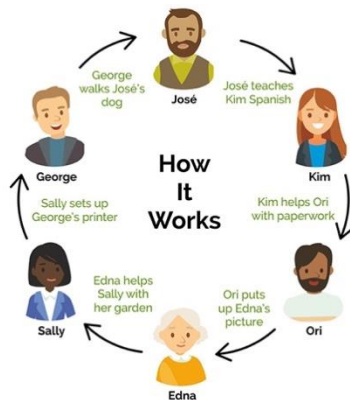 José
José teaches
Kim Spanish
Kim
Kim helps Ori
with paperwork
Ori
Ori puts
up Edna's
picture
Edna
Edna helps
Sally with
her garden
Sally
Sally sets up
George's printer
George
George
walks José's
dog
How
It
Works